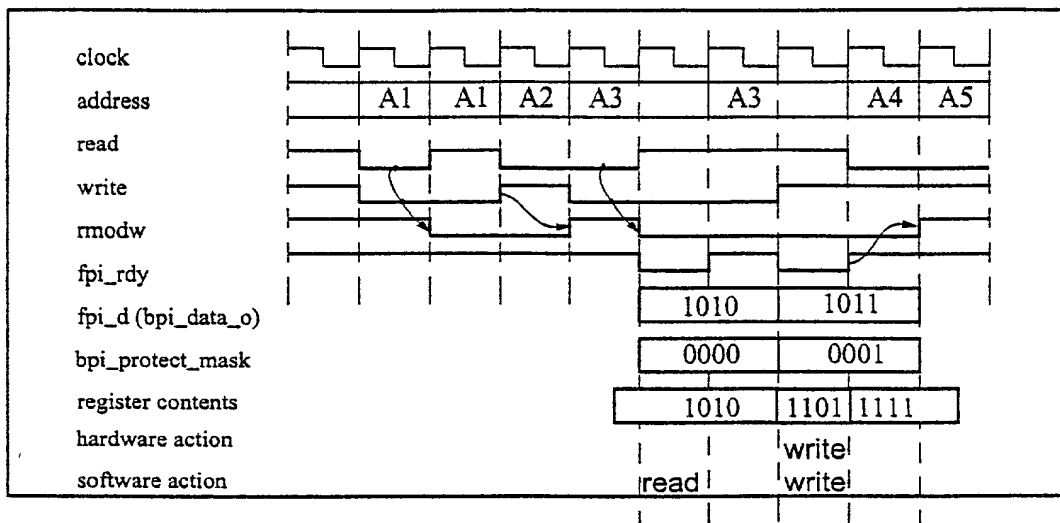 clock
address A1 A1 A2 A3 A3 A4 A5
read
write
rmodw
fpi_rdy
fpi_d (bpi_data_o) 1010 1011
bpi_protect_mask 0000 0001
register contents 1010 1101 1111
hardware action write
software action read write